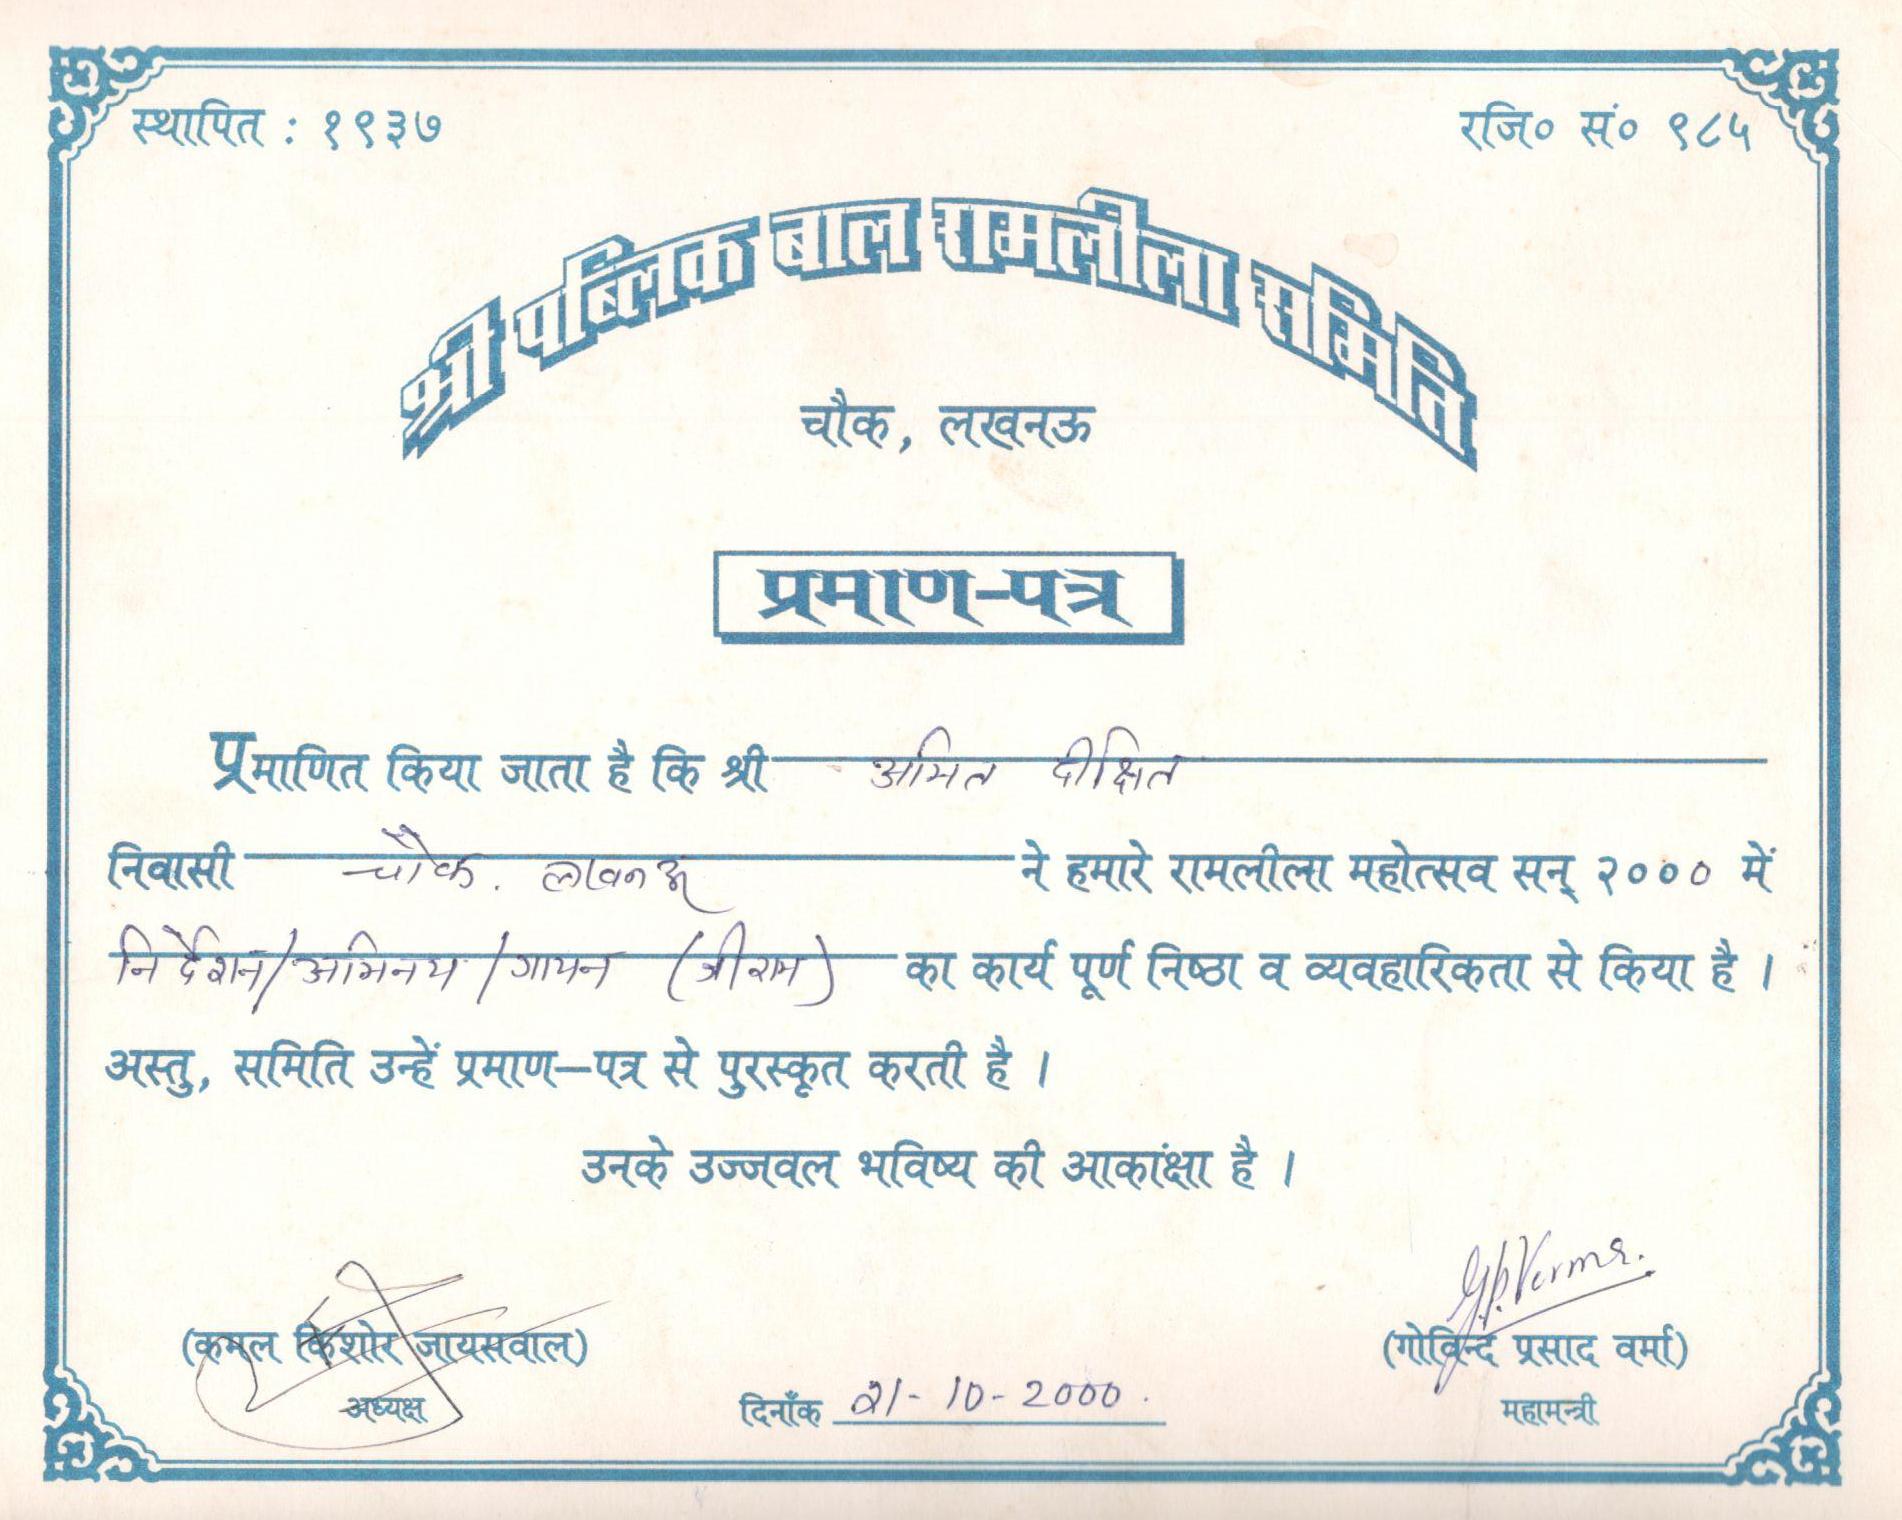 स्थापित : १९३७
रजि० सं० ९८५
श्री पब्लिक बाल रामलीला समिति
चौक, लखनऊ
प्रमाण-पत्र
प्रमाणित किया जाता है कि श्री अमित दीक्षित
निवासी चौक. लखनऊ ने हमारे रामलीला महोत्सव सन् २००० में
निर्देशन/अभिनय/गायन (श्रीराम) का कार्य पूर्ण निष्ठा व व्यवहारिकता से किया है ।
अस्तु, समिति उन्हें प्रमाण-पत्र से पुरस्कृत करती है ।
उनके उज्जवल भविष्य की आकांक्षा है ।
G.P. Verma.
(कमल किशोर जायसवाल)
(गोविन्द प्रसाद वर्मा)
अध्यक्ष
दिनाँक 21-10-2000.
महामन्त्री